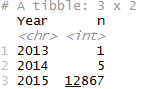 # A tibble: 3 x 2
Year n
<chr> <int>
1 2013 1
2 2014 5
3 2015 12867